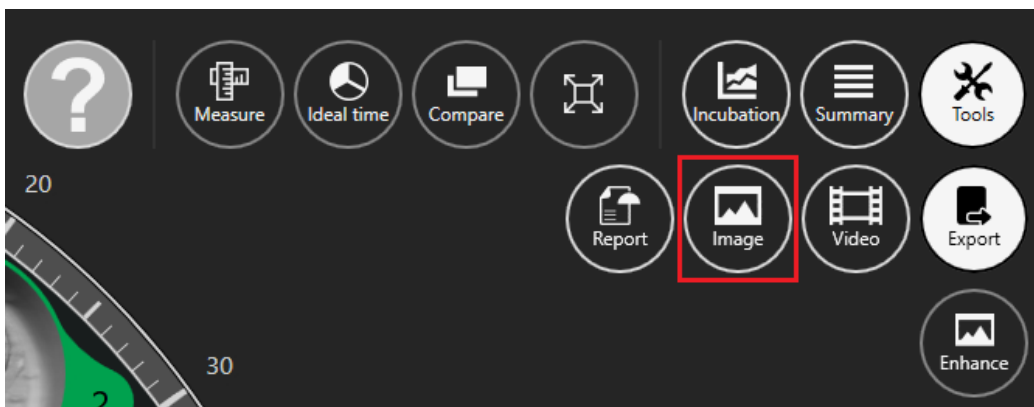 ?
Measure
Ideal time
Compare
Incubation
Summary
Tools
20
Report
Image
Video
Export
30
Enhance
2